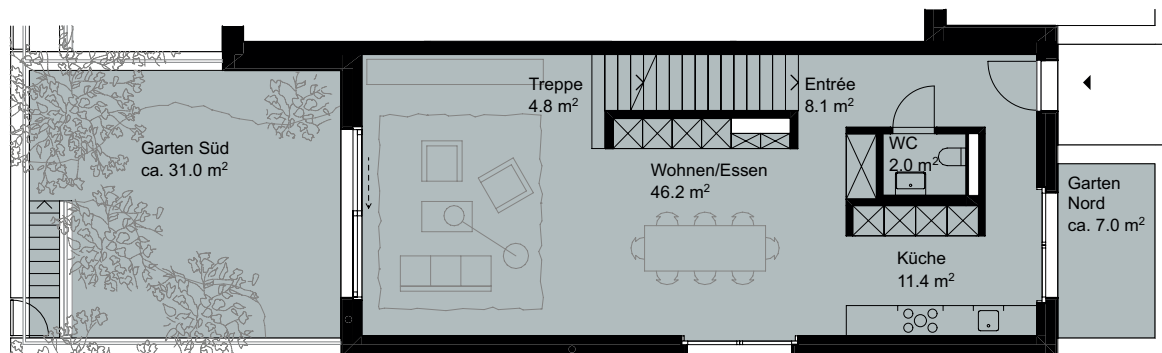 Treppe
4.8 m²
Entrée
8.1 m²
Garten Süd
ca. 31.0 m²
WC
2.0 m²
Wohnen/Essen
46.2 m²
Garten
Nord
ca. 7.0 m²
Küche
11.4 m²